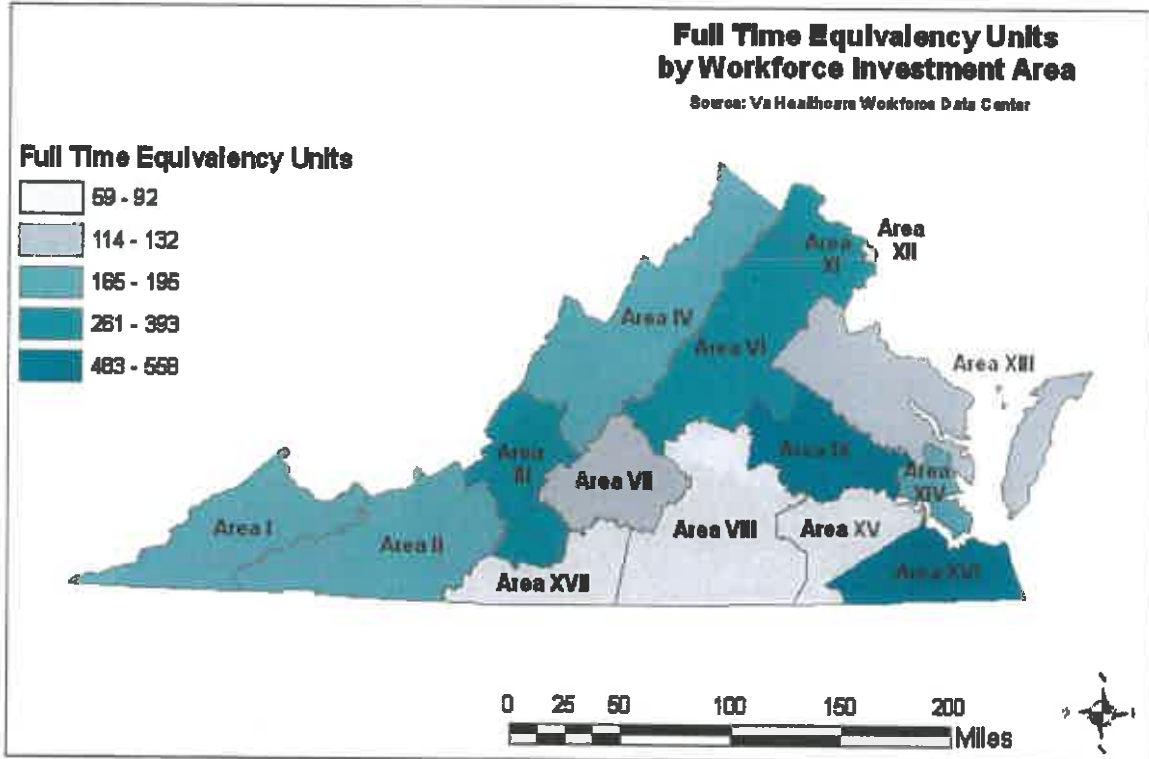 Full Time Equivalency Units
by Workforce Investment Area
Source: Va Healthcare Workforce Data Center
Full Time Equivalency Units
59 - 92
114 - 132
165 - 195
261 - 393
Area
XII
Area
XI
Area IV
Area VI
Area XIII
Area
III
Area VII
Area IX
Area
XIV
Area I
Area II
Area VIII
Area XV
Area XVII
Area XVI
0 25 50 100 150 200
Miles